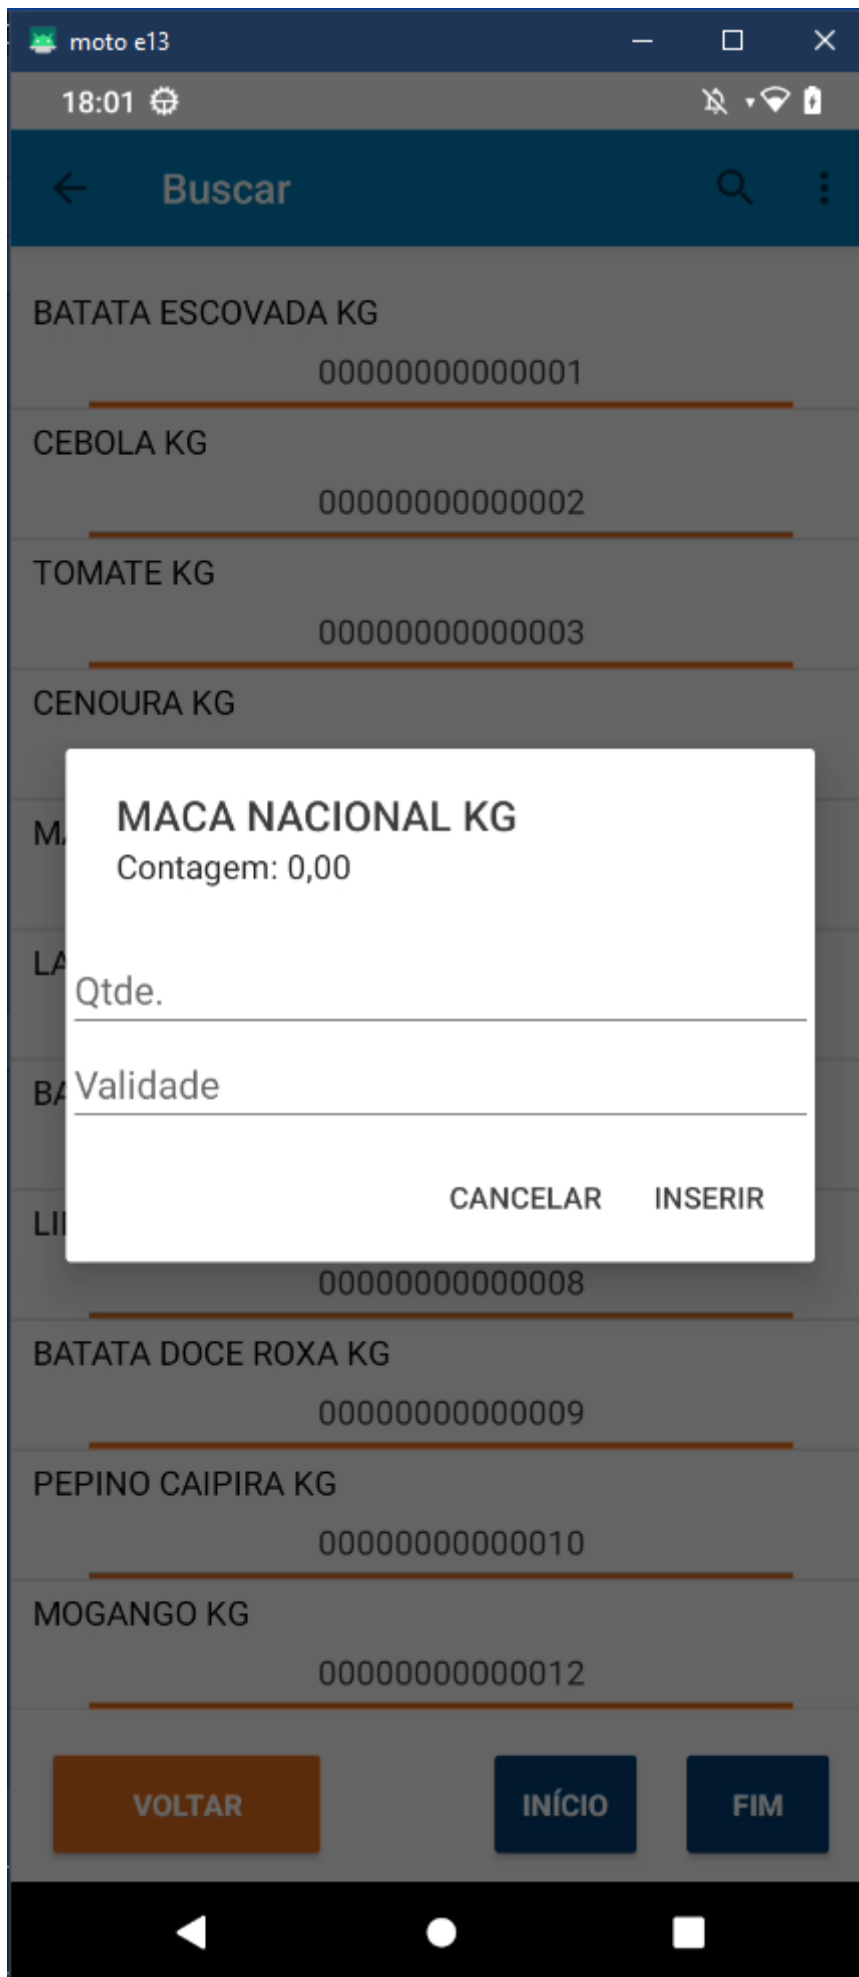 moto e13
18:01
Buscar
BATATA ESCOVADA KG
00000000000001
CEBOLA KG
00000000000002
TOMATE KG
00000000000003
CENOURA KG
MACA NACIONAL KG
Contagem: 0,00
Qtde.
Validade
CANCELAR INSERIR
00000000000008
BATATA DOCE ROXA KG
00000000000009
PEPINO CAIPIRA KG
00000000000010
MOGANGO KG
00000000000012
VOLTAR INÍCIO FIM